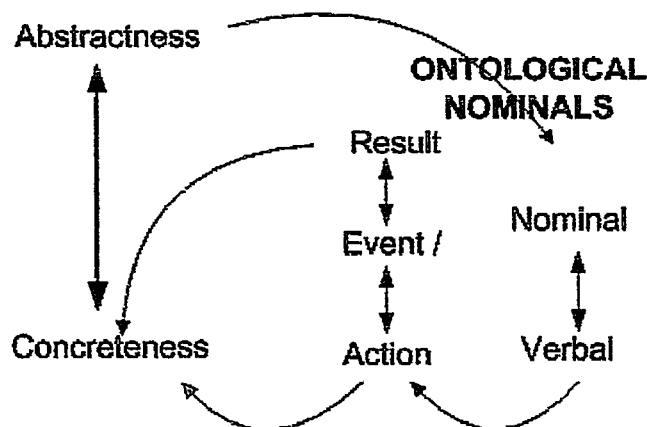 Abstractness
ONTOLOGICAL
NOMINALS
Result
Nominal
Event /
Concreteness
Action
Verbal